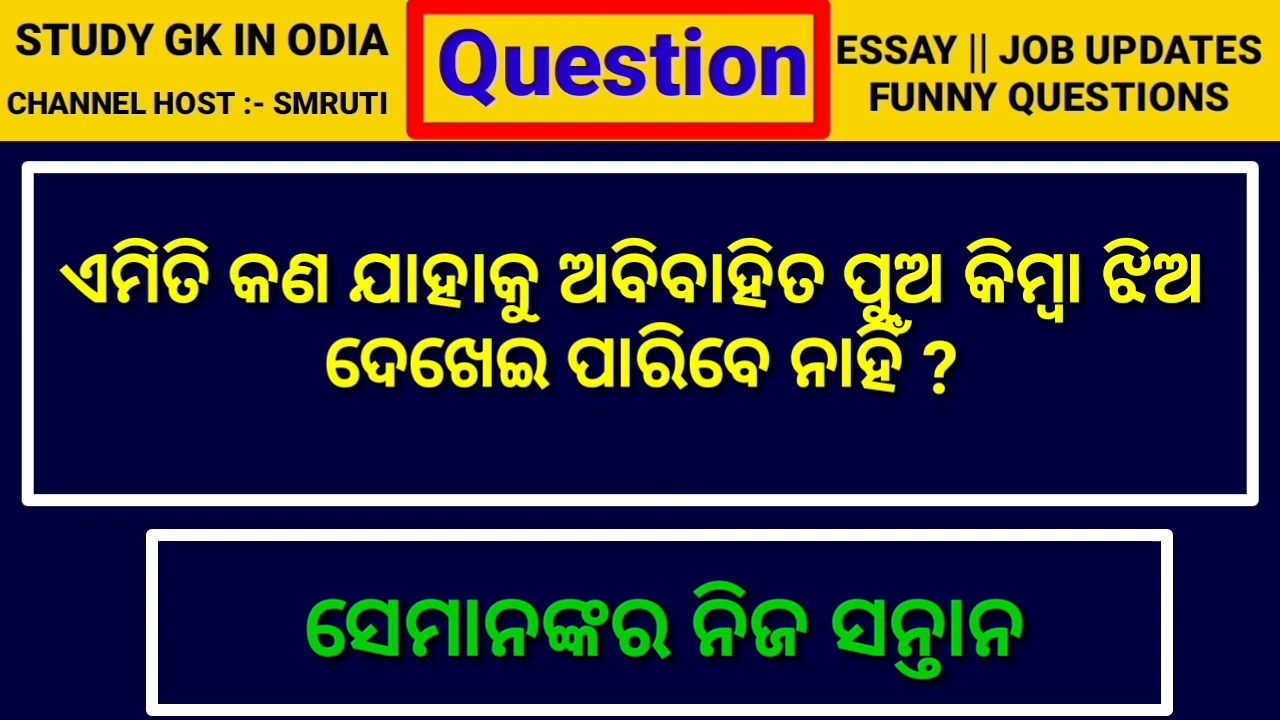 STUDY GK IN ODIA
CHANNEL HOST :- SMRUTI
Question
ESSAY || JOB UPDATES
FUNNY QUESTIONS
ଏମିତି କଣ ଯାହାକୁ ଅବିବାହିତ ପୁଅ କିମ୍ବା ଝିଅ
ଦେଖେଇ ପାରିବେ ନାହିଁ ?
ସେମାନଙ୍କର ନିଜ ସନ୍ତାନ